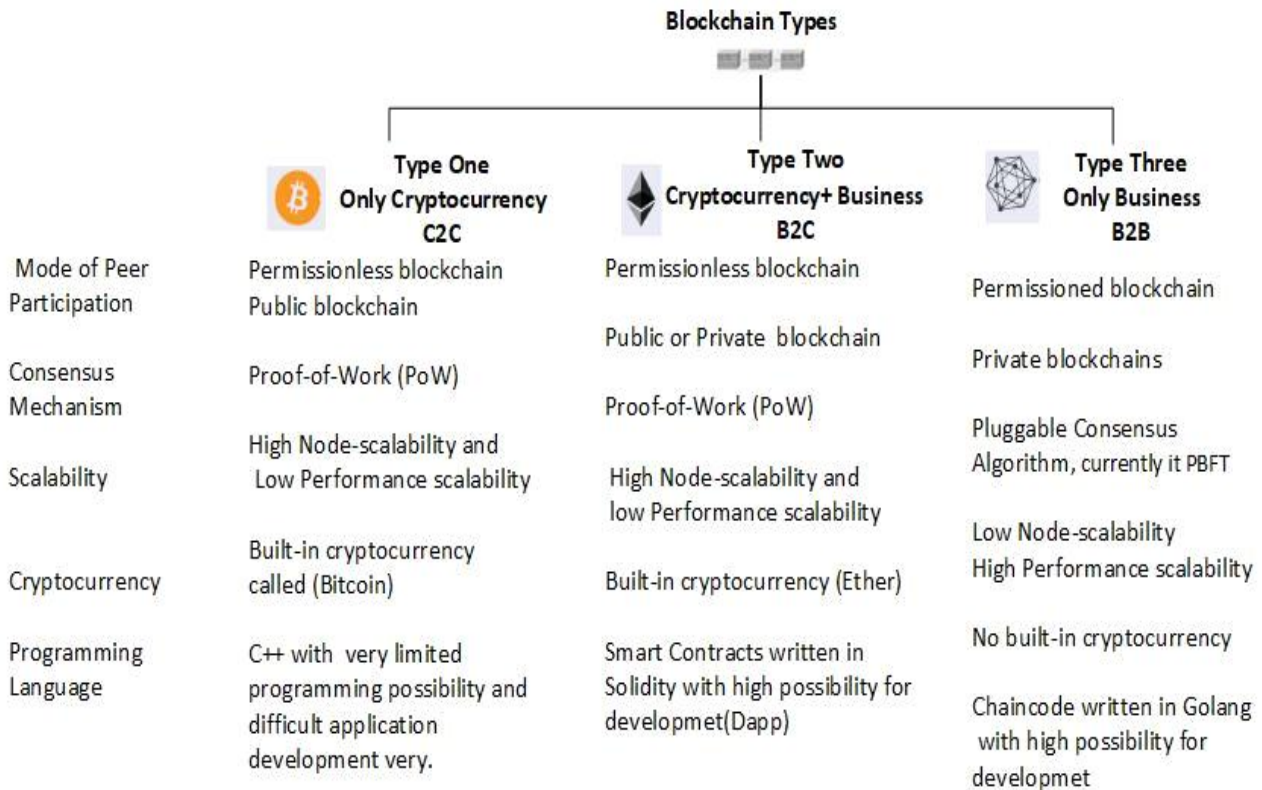 Blockchain Types
Type One
Only Cryptocurrency
C2C
Type Two
Cryptocurrency+ Business
B2C
Type Three
Only Business
B2B
Mode of Peer
Participation
Permissionless blockchain
Public blockchain
Permissionless blockchain
Public or Private blockchain
Permissioned blockchain
Private blockchains
Consensus
Mechanism
Proof-of-Work (PoW)
Proof-of-Work (PoW)
Pluggable Consensus
Algorithm, currently it PBFT
Scalability
High Node-scalability and
Low Performance scalability
High Node-scalability and
low Performance scalability
Low Node-scalability
High Performance scalability
Cryptocurrency
Built-in cryptocurrency
called (Bitcoin)
Built-in cryptocurrency (Ether)
No built-in cryptocurrency
Programming
Language
C++ with very limited
programming possibility and
difficult application
development very.
Smart Contracts written in
Solidity with high possibility for
developmet(Dapp)
Chaincode written in Golang
with high possibility for
developmet